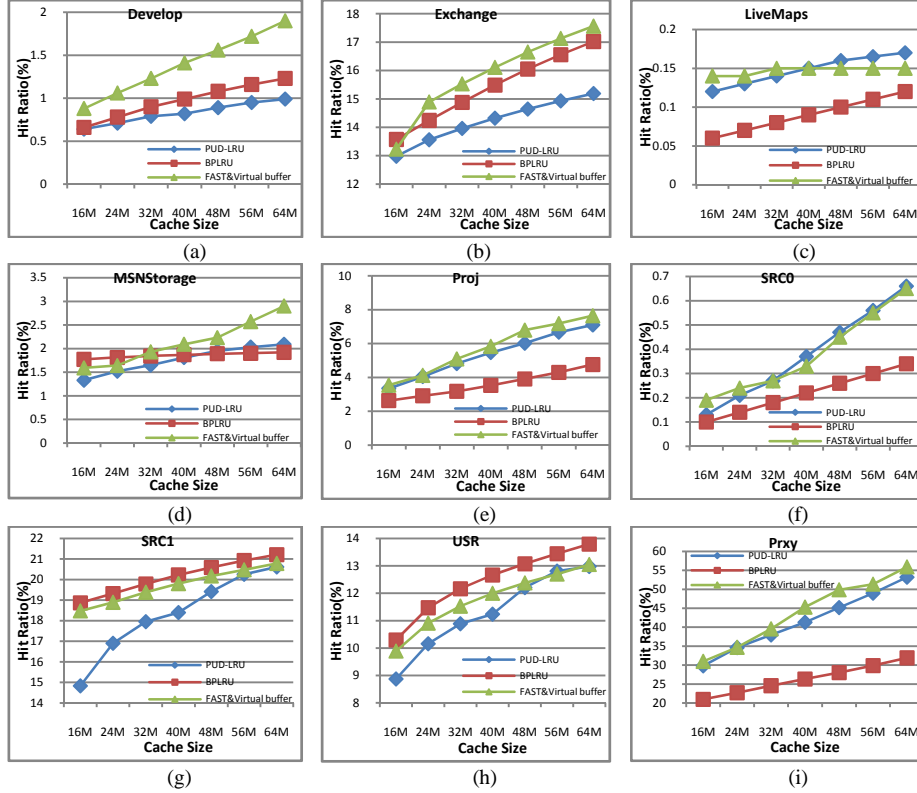 Develop
Hit Ratio(%)
2
1.5
1
0.5
0
PUD-LRU
BPLRU
FAST&Virtual buffer
16M 24M 32M 40M 48M 56M 64M
Cache Size
(a)
Exchange
Hit Ratio(%)
18
17
16
15
14
13
12
PUD-LRU
BPLRU
FAST&Virtual buffer
16M 24M 32M 40M 48M 56M 64M
Cache Size
(b)
LiveMaps
Hit Ratio(%)
0.2
0.15
0.1
0.05
0
PUD-LRU
BPLRU
FAST&Virtual buffer
16M 24M 32M 40M 48M 56M 64M
Cache Size
(c)
MSNStorage
Hit Ratio(%)
3.5
3
2.5
2
1.5
1
0.5
0
PUD-LRU
BPLRU
FAST&Virtual buffer
16M 24M 32M 40M 48M 56M 64M
Cache Size
(d)
Proj
Hit Ratio(%)
10
8
6
4
2
0
PUD-LRU
BPLRU
FAST&Virtual buffer
16M 24M 32M 40M 48M 56M 64M
Cache Size
(e)
SRC0
Hit Ratio(%)
0.7
0.6
0.5
0.4
0.3
0.2
0.1
0
PUD-LRU
BPLRU
FAST&Virtual buffer
16M 24M 32M 40M 48M 56M 64M
Cache Size
(f)
SRC1
Hit Ratio(%)
22
21
20
19
18
17
16
15
14
PUD-LRU
BPLRU
FAST&Virtual buffer
16M 24M 32M 40M 48M 56M 64M
Cache Size
(g)
USR
Hit Ratio(%)
14
13
12
11
10
9
8
PUD-LRU
BPLRU
FAST&Virtual buffer
16M 24M 32M 40M 48M 56M 64M
Cache Size
(h)
Prxy
Hit Ratio(%)
60
55
50
45
40
35
30
25
20
PUD-LRU
BPLRU
FAST&Virtual buffer
16M 24M 32M 40M 48M 56M 64M
Cache Size
(i)